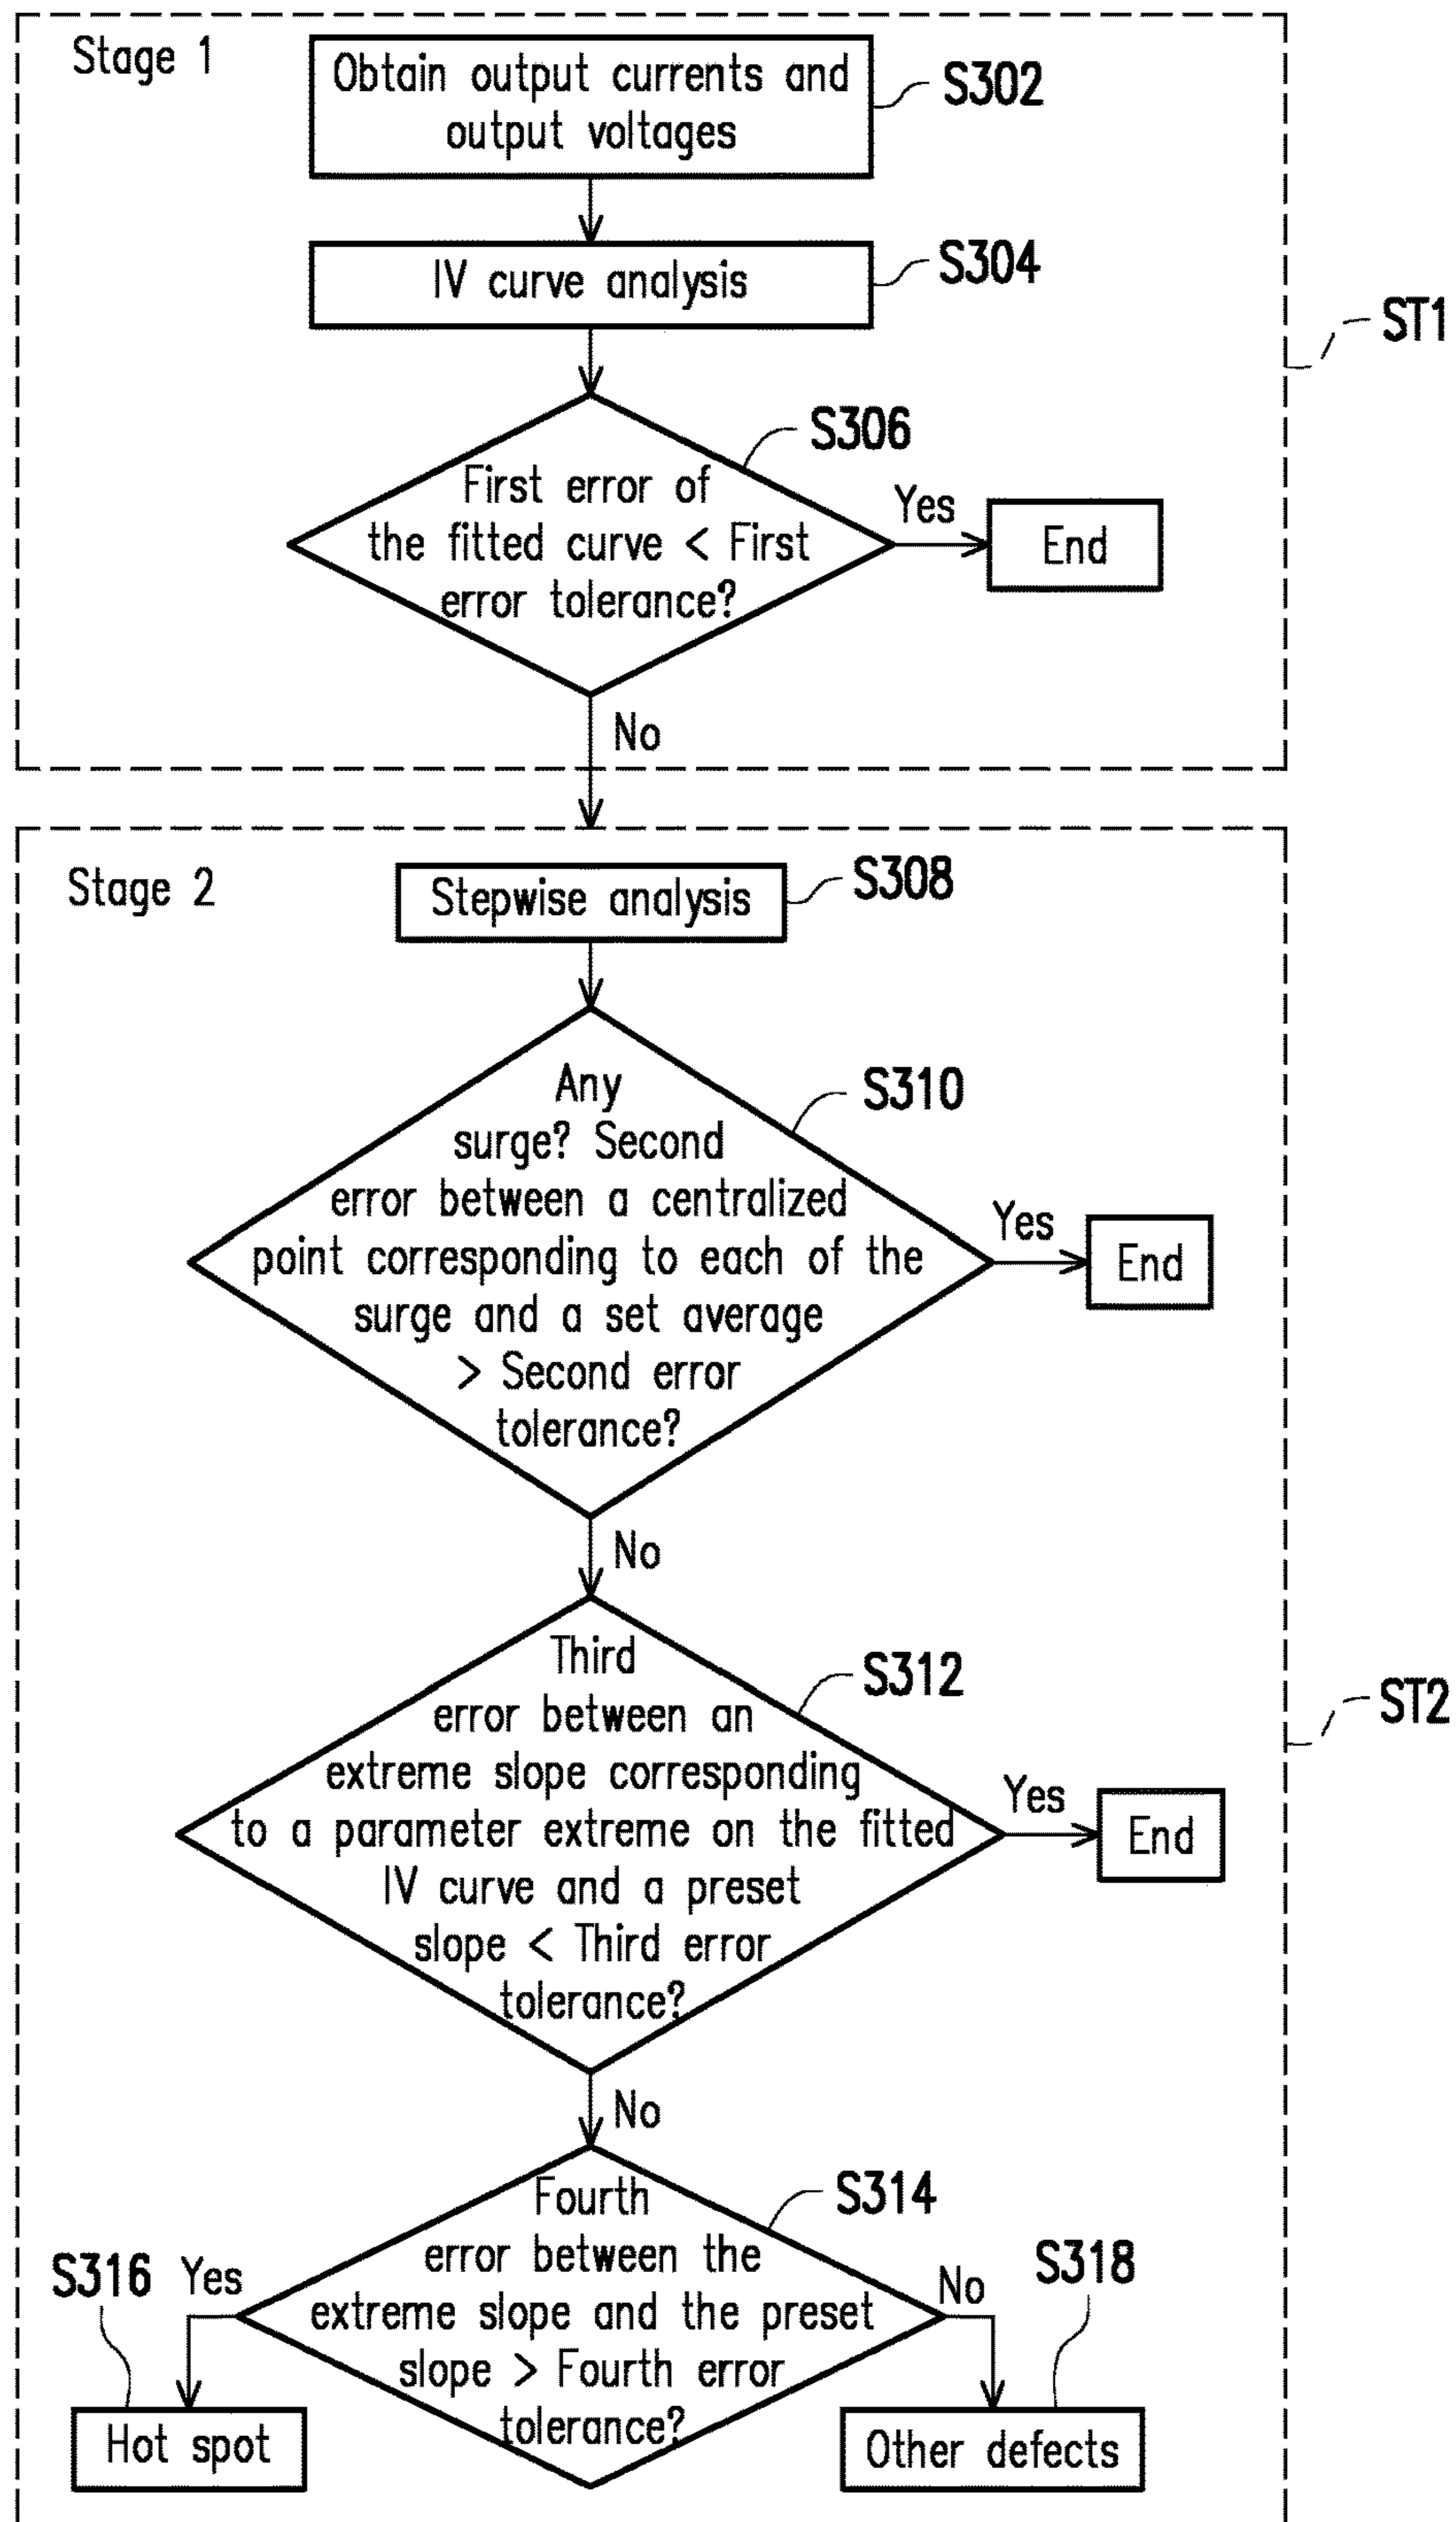 Stage 1
Obtain output currents and
output voltages
S302
IV curve analysis
S304
ST1
S306
First error of
the fitted curve < First
error tolerance?
Yes
End
No
Stage 2
Stepwise analysis
S308
Any
surge? Second
error between a centralized
point corresponding to each of the
surge and a set average
> Second error
tolerance?
S310
Yes
End
No
Third
error between an
extreme slope corresponding
to a parameter extreme on the fitted
IV curve and a preset
slope < Third error
tolerance?
S312
ST2
Yes
End
No
Fourth
error between the
extreme slope and the preset
slope > Fourth error
tolerance?
S314
S316
Yes
No
S318
Hot spot
Other defects